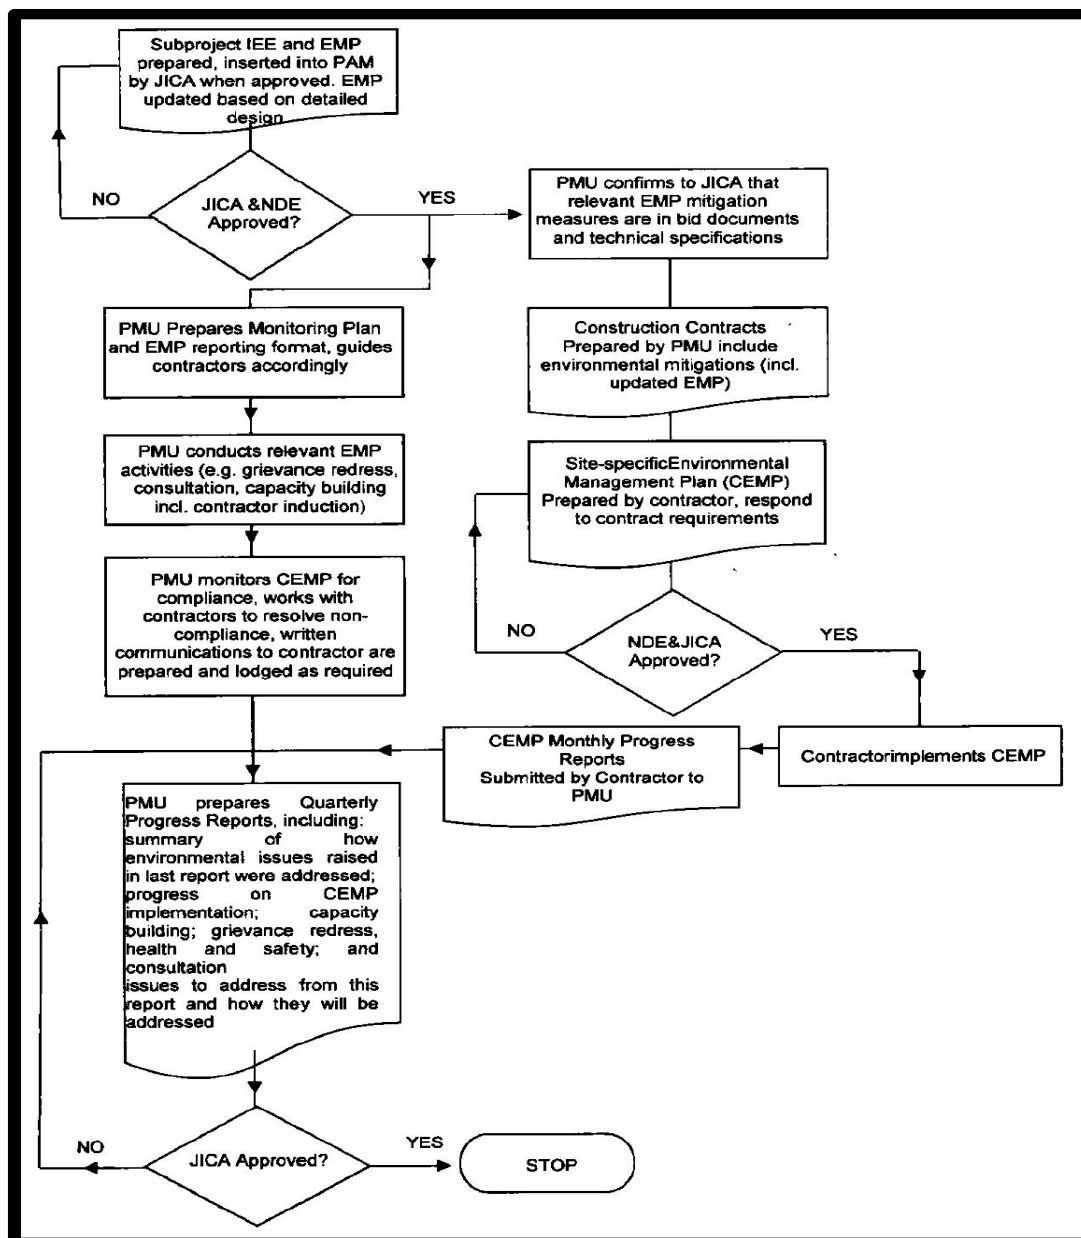 Subproject IEE and EMP
prepared, inserted into PAM
by JICA when approved. EMP
updated based on detailed
design
NO
JICA &NDE
Approved?
YES
PMU confirms to JICA that
relevant EMP mitigation
measures are in bid documents
and technical specifications
PMU Prepares Monitoring Plan
and EMP reporting format, guides
contractors accordingly
Construction Contracts
Prepared by PMU include
environmental mitigations (incl.
updated EMP)
PMU conducts relevant EMP
activities (e.g. grievance redress,
consultation, capacity building
incl. contractor induction)
Site-specificEnvironmental
Management Plan (CEMP)
Prepared by contractor, respond
to contract requirements
PMU monitors CEMP for
compliance, works with
contractors to resolve non-
compliance, written
communications to contractor are
prepared and lodged as required
NO
NDE&JICA
Approved?
YES
CEMP Monthly Progress
Reports
Submitted by Contractor to
PMU
Contractorimplements CEMP
PMU prepares Quarterly
Progress Reports, including:
summary of how
environmental issues raised
in last report were addressed;
progress on CEMP
implementation; capacity
building; grievance redress,
health and safety; and
consultation
issues to address from this
report and how they will be
addressed
NO
JICA Approved?
YES
STOP